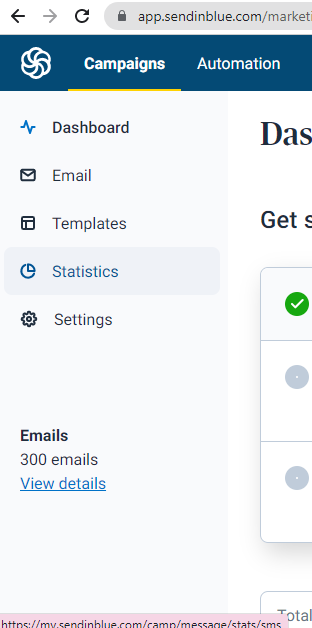 app.sendinblue.com/marketi
Campaigns Automation
Dashboard
Email
Templates
Statistics
Settings
Das
Get s
Emails
300 emails
View details
Total
https://my.sendinblue.com/camp/message/stats/sms